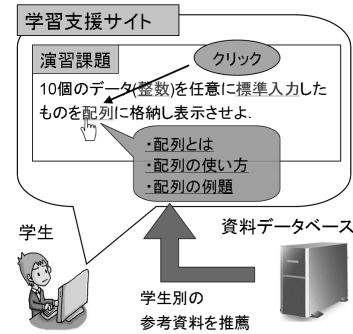 学習支援サイト
演習課題
クリック
10個のデータ(整数)を任意に標準入力した
ものを配列に格納し表示させよ.
・配列とは
・配列の使い方
・配列の例題
学生
資料データベース
学生別の
参考資料を推薦